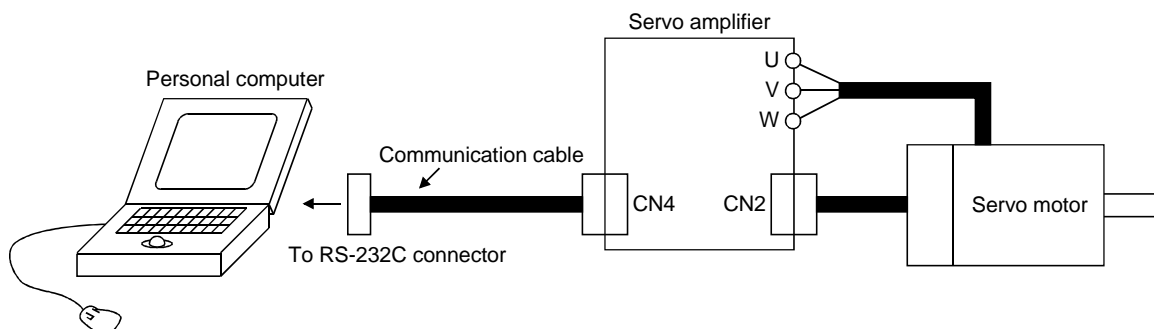 Servo amplifier
Personal computer
U
V
W
Communication cable
CN4
CN2
Servo motor
To RS-232C connector